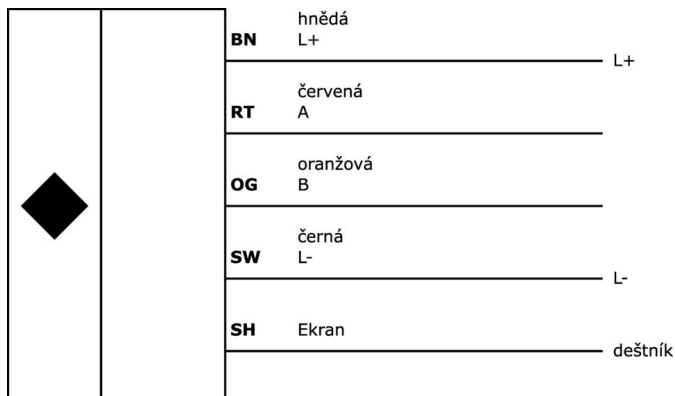 hnědá
BN L+
L+
červená
RT A
oranžová
OG B
černá
SW L-
L-
SH Ekran
deštník